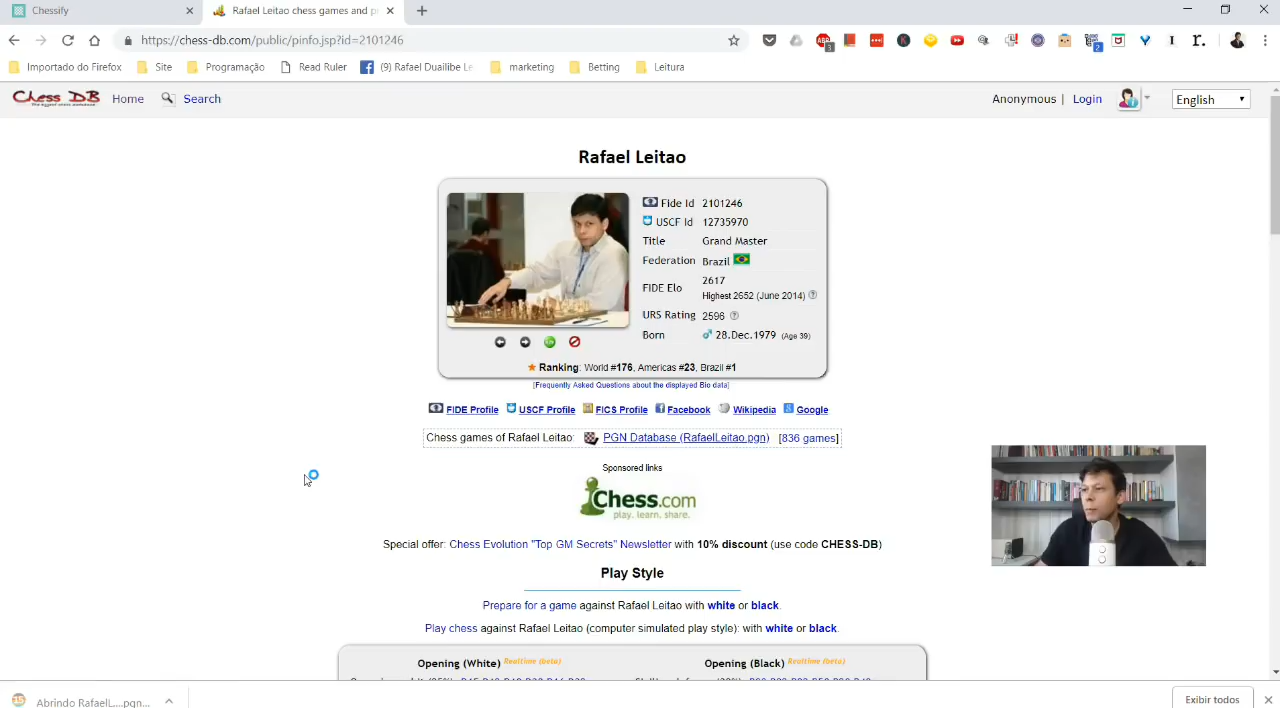 Chessify
Rafael Leitao chess games and pr
https://chess-db.com/public/pinfo.jsp?id=2101246
Importado do Firefox
Site
Programação
Read Ruler
(9) Rafael Duailibe Le
marketing
Betting
Leitura
Chess DB
Home
Search
Anonymous | Login
English
Rafael Leitao
Fide Id 2101246
USCF Id 12735970
Title Grand Master
Federation Brazil
FIDE Elo 2617
Highest 2652 (June 2014)
URS Rating 2596
Born 28.Dec.1979 (Age 39)
Ranking: World #176, Americas #23, Brazil #1
[Frequently Asked Questions about the displayed Bio data]
FIDE Profile USCF Profile FICS Profile Facebook Wikipedia Google
Chess games of Rafael Leitao: PGN Database (RafaelLeitao.pgn) [836 games]
Sponsored links
Chess.com
play. learn. share.
Special offer: Chess Evolution "Top GM Secrets" Newsletter with 10% discount (use code CHESS-DB)
Play Style
Prepare for a game against Rafael Leitao with white or black.
Play chess against Rafael Leitao (computer simulated play style): with white or black.
Opening (White) Realtime (beta)
Opening (Black) Realtime (beta)
Abrindo RafaelL....pgn...
Exibir todos